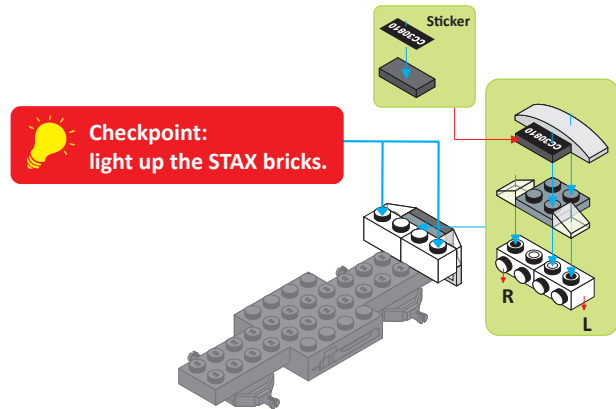 Sticker
CC30810
Checkpoint:
light up the STAX bricks.
CC30810
R
L